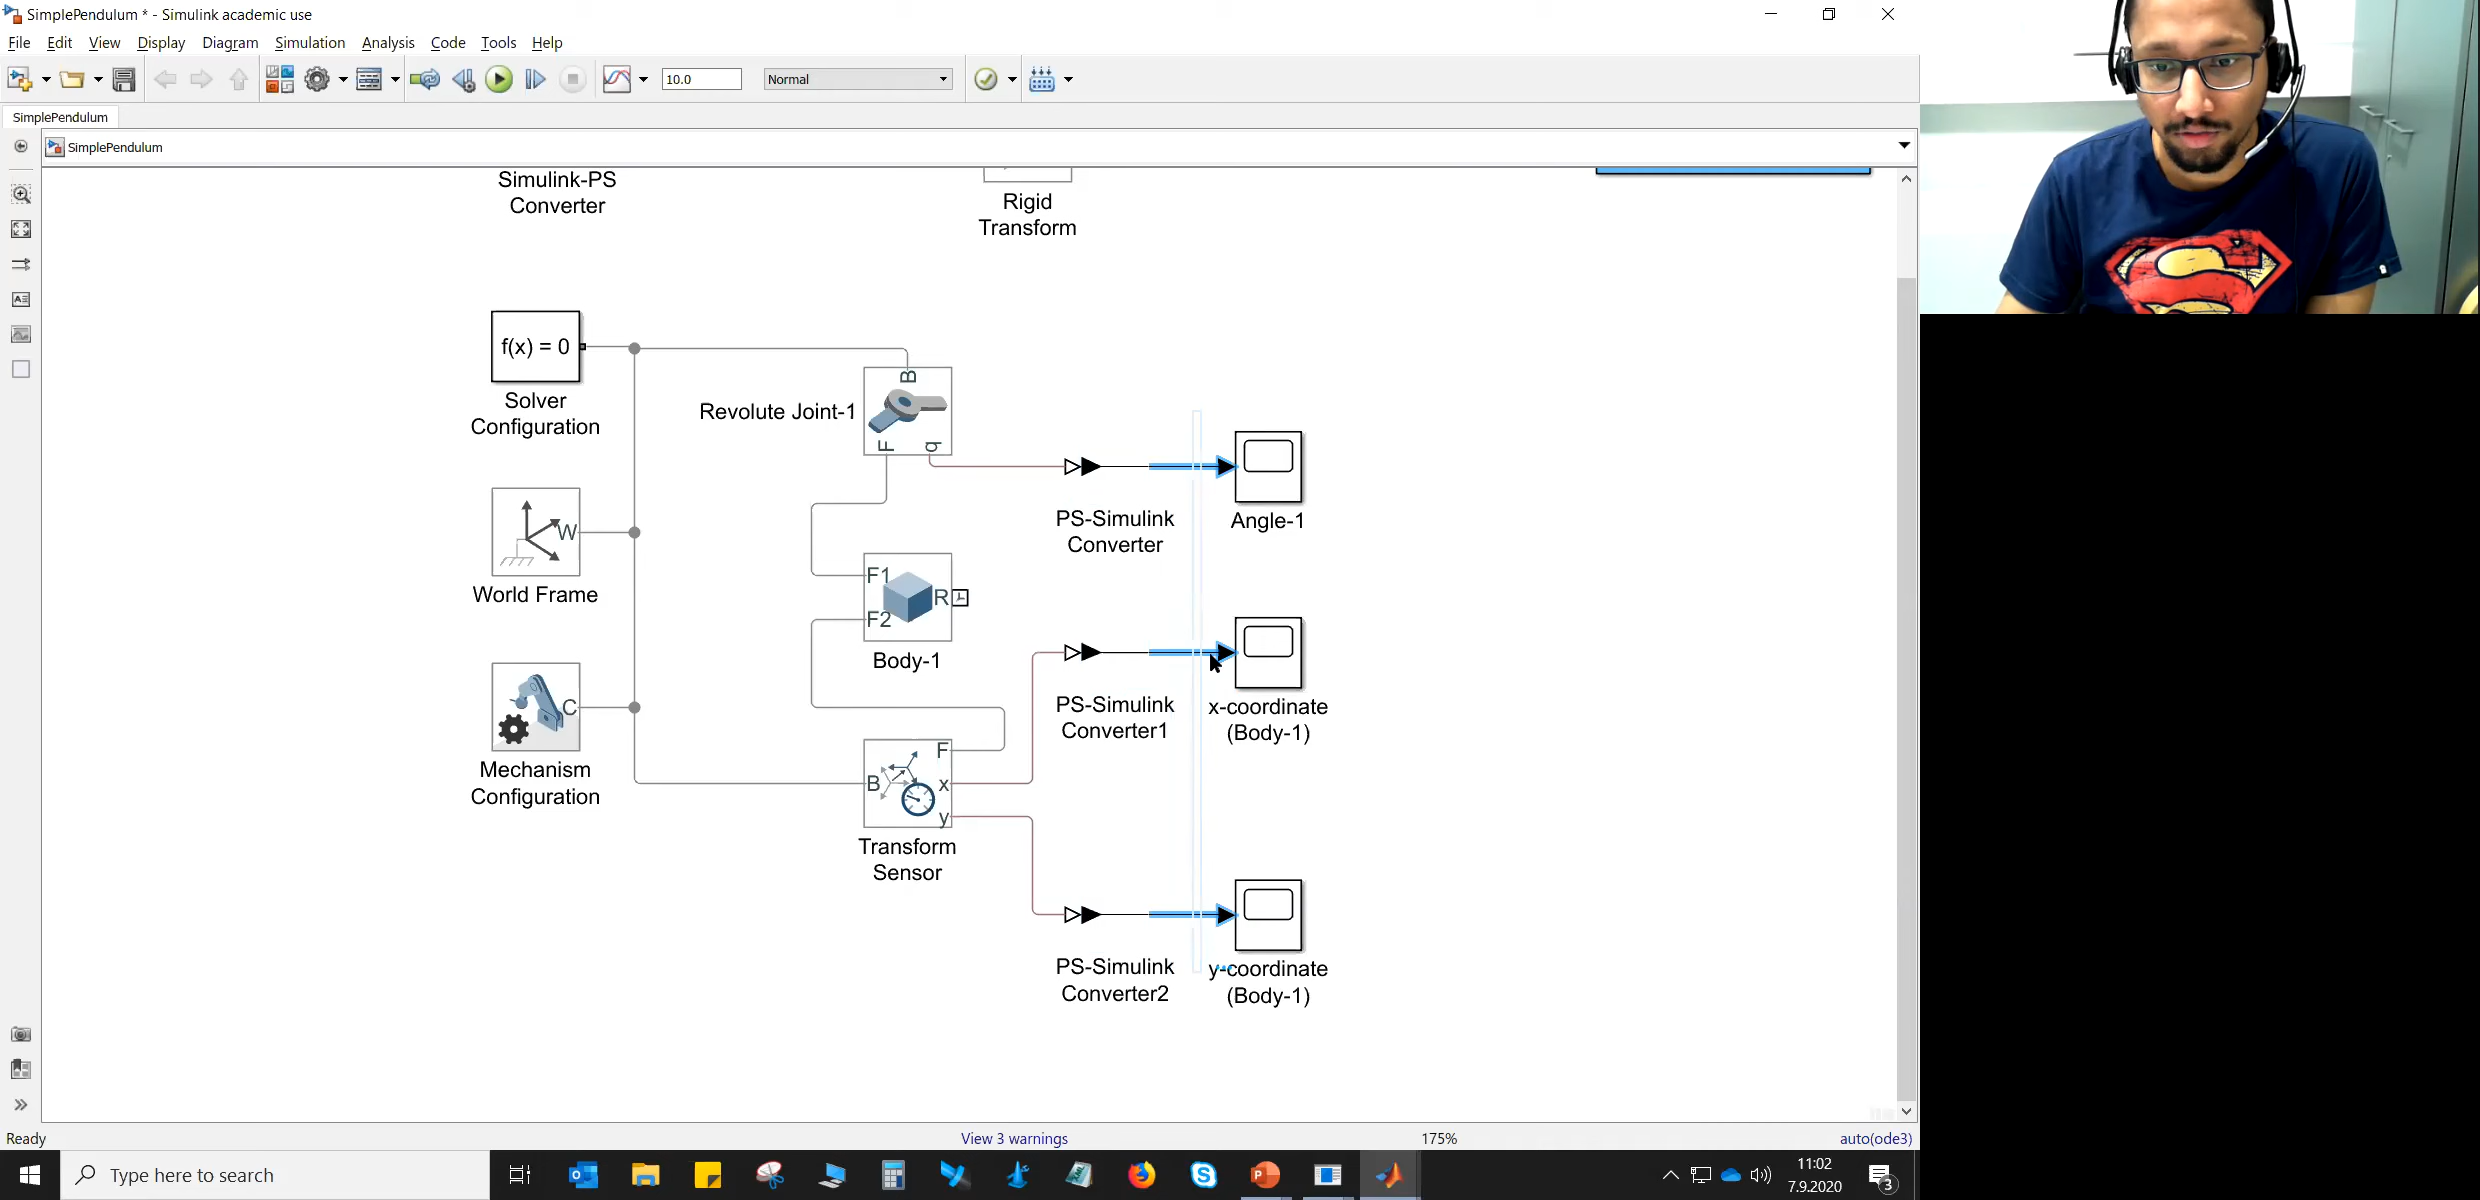 SimplePendulum * - Simulink academic use
File Edit View Display Diagram Simulation Analysis Code Tools Help
10.0 Normal
SimplePendulum
SimplePendulum
Simulink-PS
Converter
Rigid
Transform
f(x) = 0
Solver
Configuration
Revolute Joint-1
B
F q
PS-Simulink
Converter
Angle-1
W
World Frame
F1
R
F2
Body-1
PS-Simulink
Converter1
x-coordinate
(Body-1)
C
Mechanism
Configuration
F
B x
y
Transform
Sensor
PS-Simulink
Converter2
y-coordinate
(Body-1)
Ready View 3 warnings 175% auto(ode3)
Type here to search
11:02
7.9.2020
3